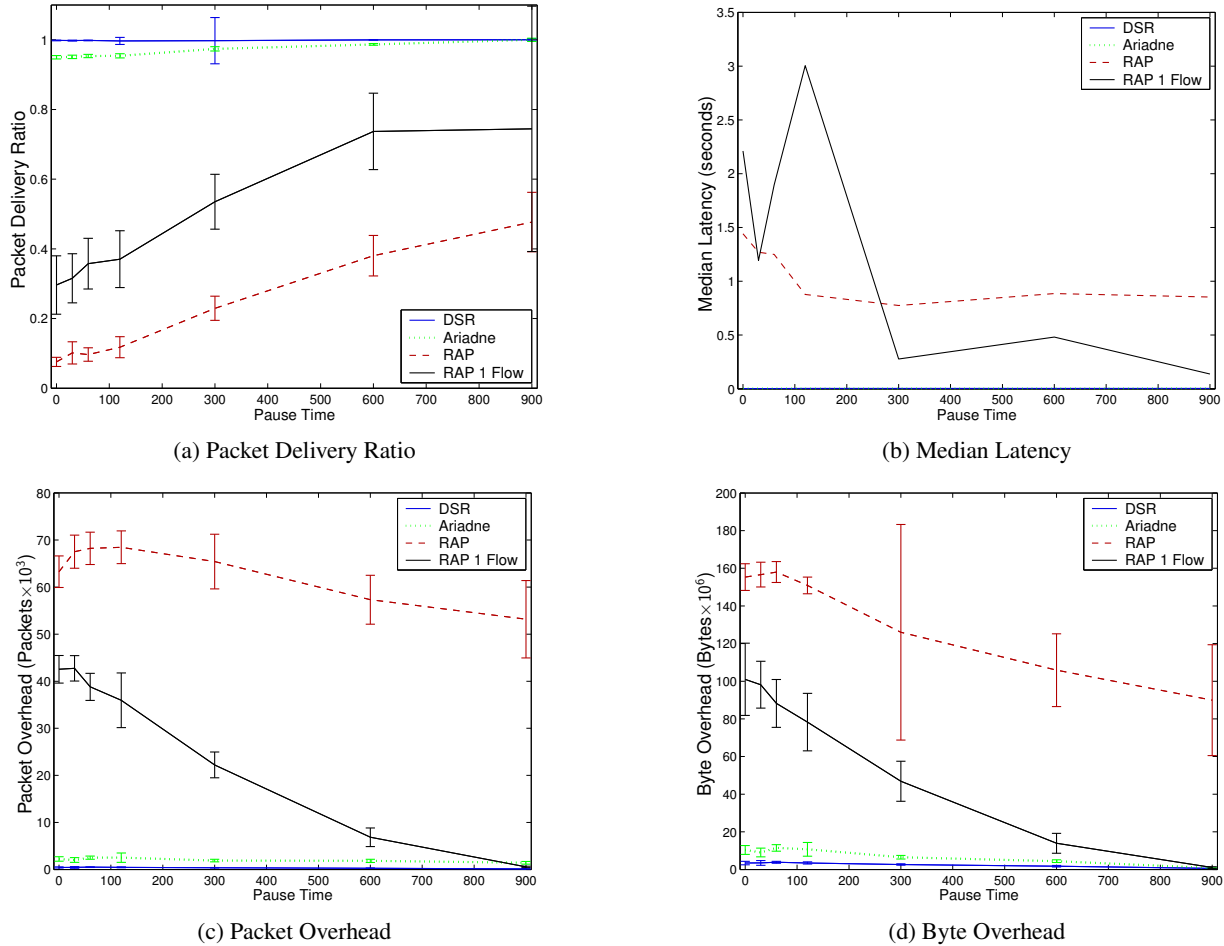 1
0.8
0.6
0.4
0.2
0
Packet Delivery Ratio
0 100 200 300 400 500 600 700 800 900
Pause Time
DSR
Ariadne
RAP
RAP 1 Flow
(a) Packet Delivery Ratio
3.5
3
2.5
2
1.5
1
0.5
0
Median Latency (seconds)
0 100 200 300 400 500 600 700 800 900
Pause Time
DSR
Ariadne
RAP
RAP 1 Flow
(b) Median Latency
80
70
60
50
40
30
20
10
0
Packet Overhead (Packets×10³)
0 100 200 300 400 500 600 700 800 900
Pause Time
DSR
Ariadne
RAP
RAP 1 Flow
(c) Packet Overhead
200
180
160
140
120
100
80
60
40
20
0
Byte Overhead (Bytes×10⁶)
0 100 200 300 400 500 600 700 800 900
Pause Time
DSR
Ariadne
RAP
RAP 1 Flow
(d) Byte Overhead